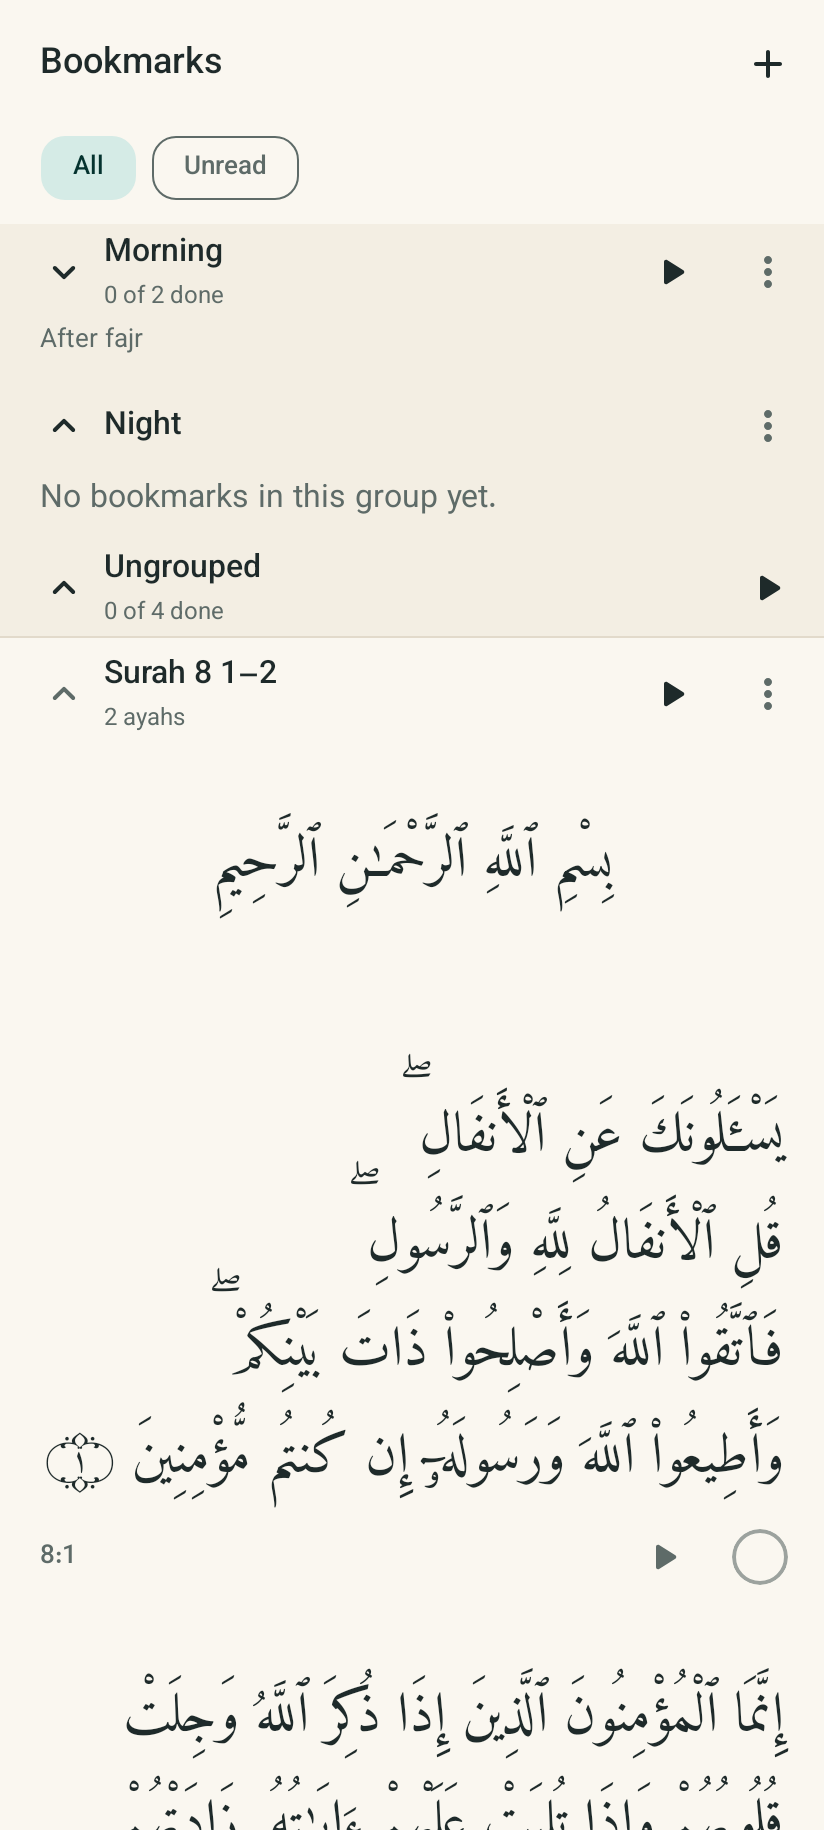 Bookmarks
All
Unread
Morning
0 of 2 done
After fajr
Night
No bookmarks in this group yet.
Ungrouped
0 of 4 done
Surah 8 1–2
2 ayahs
بِسْمِ ٱللَّهِ ٱلرَّحْمَـٰنِ ٱلرَّحِيمِ
يَسْـَٔلُونَكَ عَنِ ٱلْأَنفَالِ ۖ
قُلِ ٱلْأَنفَالُ لِلَّهِ وَٱلرَّسُولِ ۖ
فَٱتَّقُوا۟ ٱللَّهَ وَأَصْلِحُوا۟ ذَاتَ بَيْنِكُمْ ۖ
وَأَطِيعُوا۟ ٱللَّهَ وَرَسُولَهُۥٓ إِن كُنتُم مُّؤْمِنِينَ ١
8:1
إِنَّمَا ٱلْمُؤْمِنُونَ ٱلَّذِينَ إِذَا ذُكِرَ ٱللَّهُ وَجِلَتْ
قُلُوبُهُمْ وَإِذَا تُلِيَتْ عَلَيْهِمْ ءَايَـٰتُهُۥ زَادَتْهُمْ